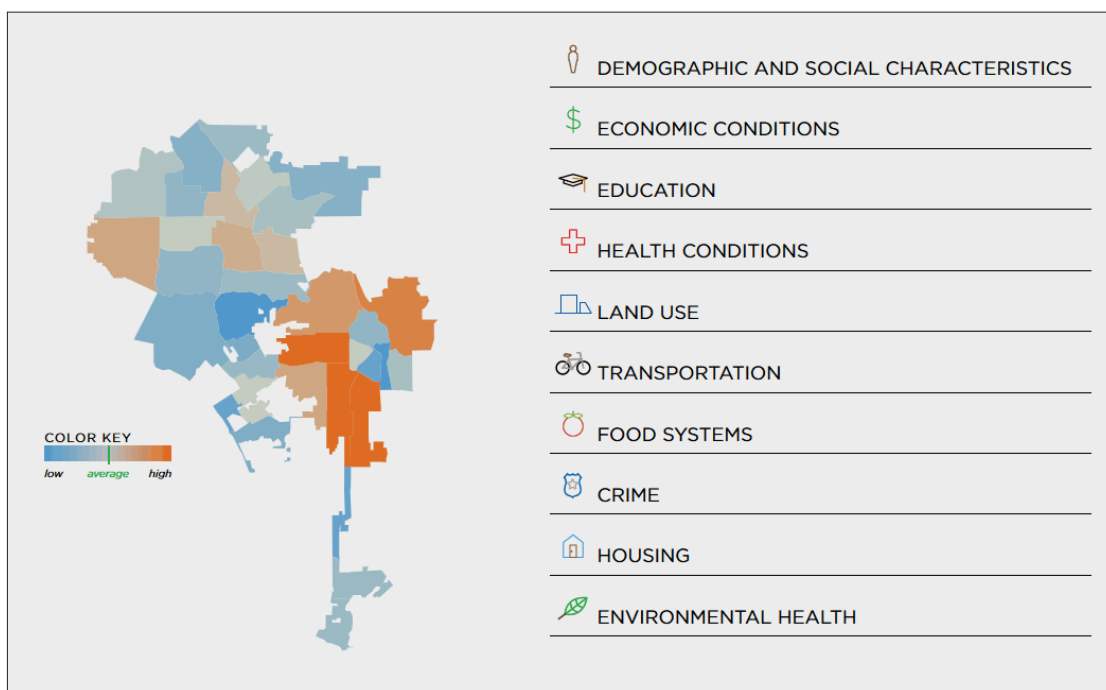 DEMOGRAPHIC AND SOCIAL CHARACTERISTICS
$ ECONOMIC CONDITIONS
EDUCATION
HEALTH CONDITIONS
LAND USE
TRANSPORTATION
FOOD SYSTEMS
CRIME
HOUSING
ENVIRONMENTAL HEALTH
COLOR KEY
low average high